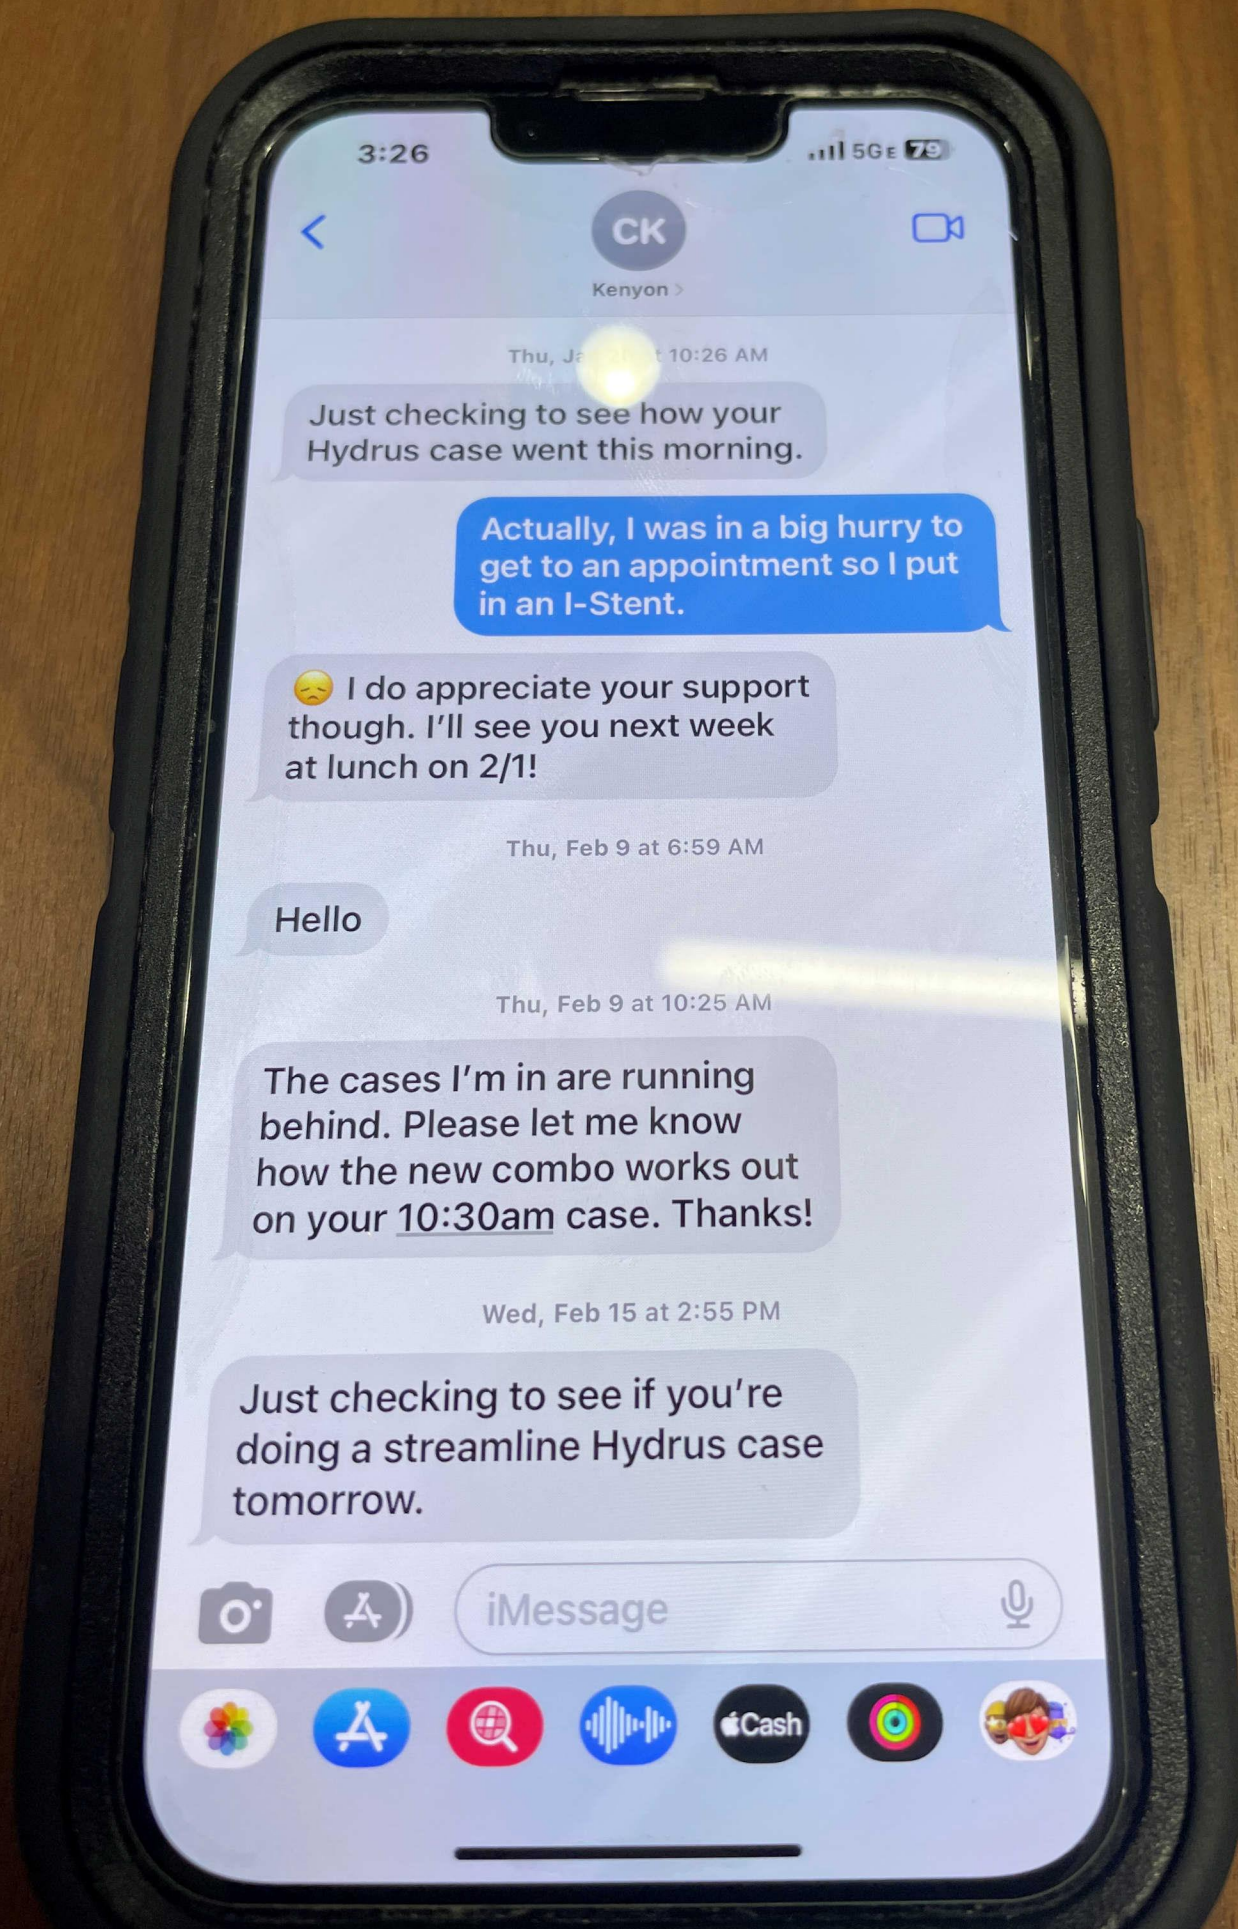 3:26
5GE 79
CK
Kenyon >
Thu, Ja 10:26 AM
Just checking to see how your
Hydrus case went this morning.
Actually, I was in a big hurry to
get to an appointment so I put
in an I-Stent.
😞 I do appreciate your support
though. I'll see you next week
at lunch on 2/1!
Thu, Feb 9 at 6:59 AM
Hello
Thu, Feb 9 at 10:25 AM
The cases I'm in are running
behind. Please let me know
how the new combo works out
on your 10:30am case. Thanks!
Wed, Feb 15 at 2:55 PM
Just checking to see if you're
doing a streamline Hydrus case
tomorrow.
iMessage
Cash